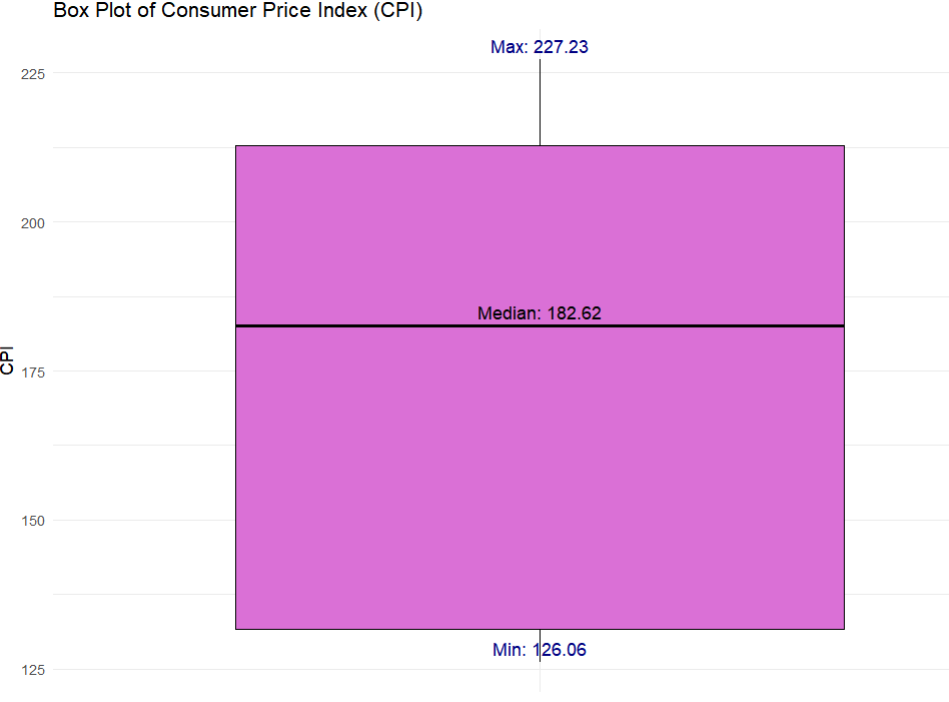 Box Plot of Consumer Price Index (CPI)
Max: 227.23
225
200
Median: 182.62
CPI
175
150
Min: 126.06
125